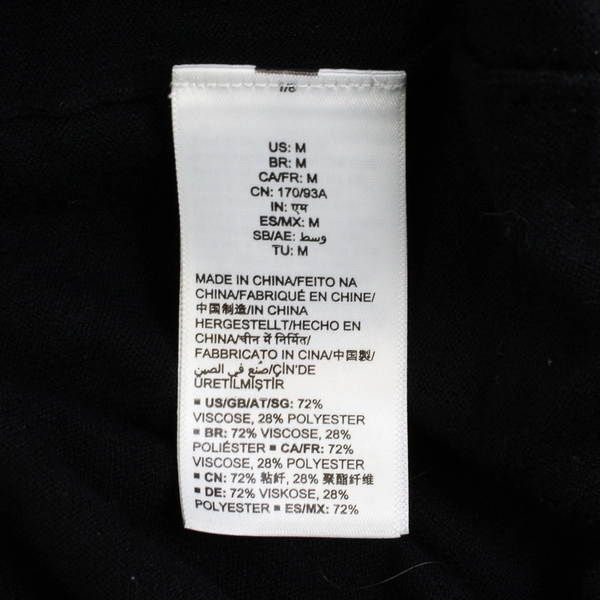 1/8
US: M
BR: M
CA/FR: M
CN: 170/93A
IN: एम
ES/MX: M
SB/AE: وسط
TU: M
MADE IN CHINA/FEITO NA
CHINA/FABRIQUÉ EN CHINE/
中国制造/IN CHINA
HERGESTELLT/HECHO EN
CHINA/चीन में निर्मित/
FABBRICATO IN CINA/中国製/
صُنع في الصين/ÇİN'DE
ÜRETİLMİŞTİR
▪ US/GB/AT/SG: 72%
VISCOSE, 28% POLYESTER
▪ BR: 72% VISCOSE, 28%
POLIÉSTER ▪ CA/FR: 72%
VISCOSE, 28% POLYESTER
▪ CN: 72% 粘纤, 28% 聚酯纤维
▪ DE: 72% VISKOSE, 28%
POLYESTER ▪ ES/MX: 72%